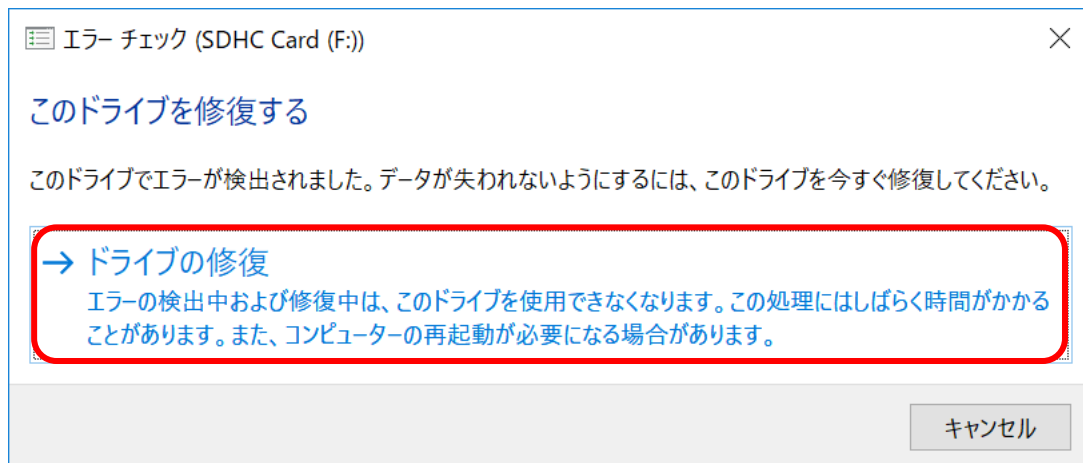 エラー チェック (SDHC Card (F:))
このドライブを修復する
このドライブでエラーが検出されました。データが失われないようにするには、このドライブを今すぐ修復してください。
→ ドライブの修復
エラーの検出中および修復中は、このドライブを使用できなくなります。この処理にはしばらく時間がかかる
ことがあります。また、コンピューターの再起動が必要になる場合があります。
キャンセル